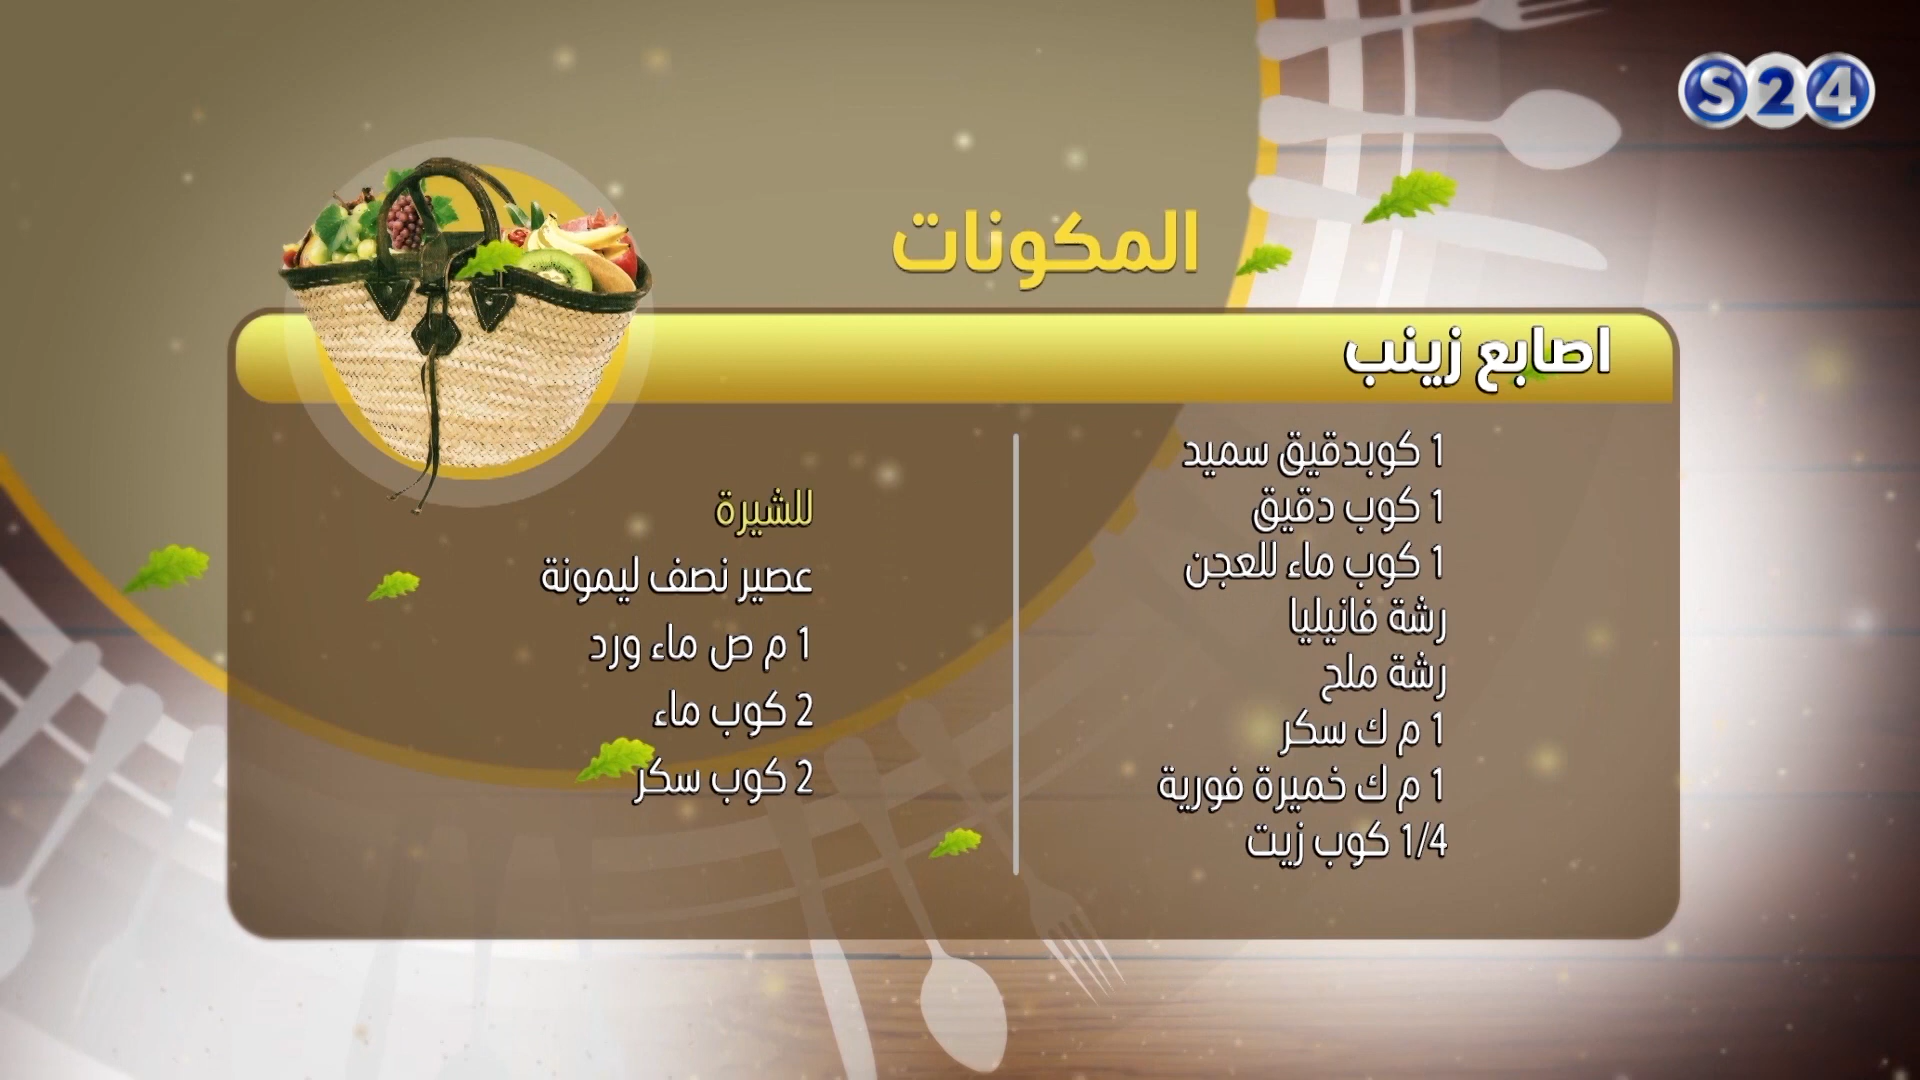 S24
المكونات
اصابع زينب
1 كوبدقيق سميد
1 كوب دقيق
1 كوب ماء للعجن
رشة فانيليا
رشة ملح
1 م ك سكر
1 م ك خميرة فورية
1/4 كوب زيت
للشيرة
عصير نصف ليمونة
1 م ص ماء ورد
2 كوب ماء
2 كوب سكر